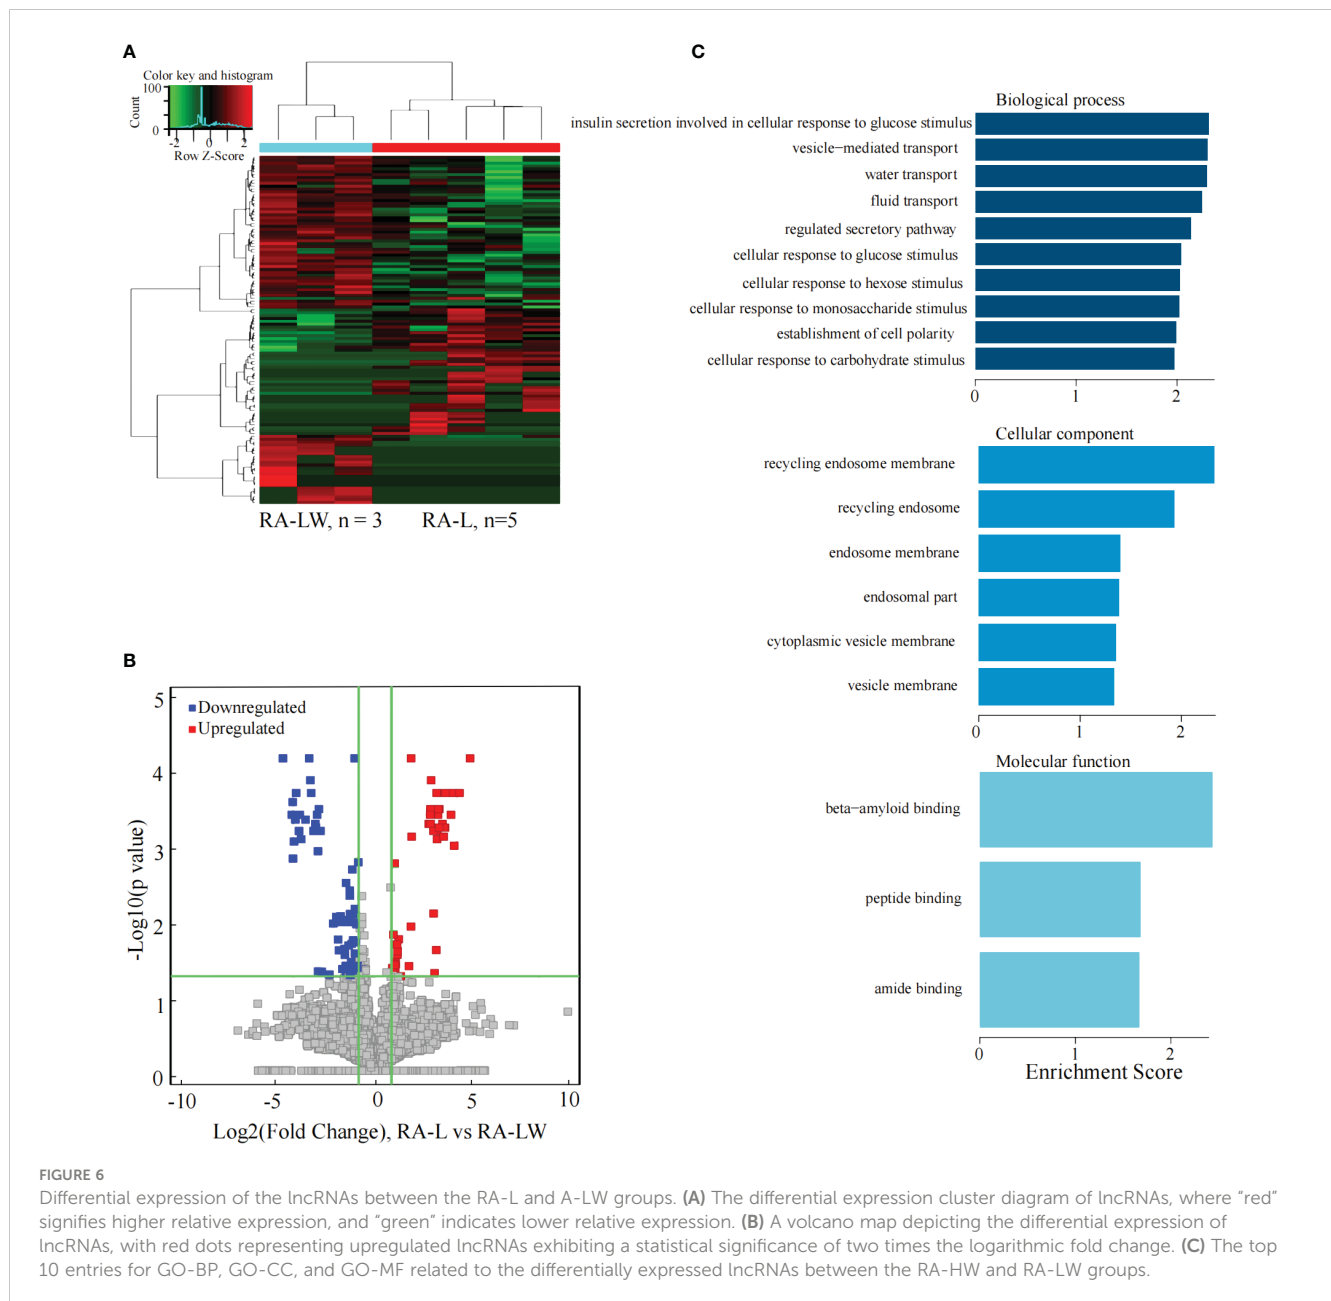 A
Color key and histogram
100
Count
0
-2
0
2
Row Z-Score
RA-LW, n = 3
RA-L, n=5
B
Downregulated
Upregulated
5
4
3
2
1
0
-Log10(p value)
-10
-5
0
5
10
Log2(Fold Change), RA-L vs RA-LW
C
Biological process
insulin secretion involved in cellular response to glucose stimulus
vesicle−mediated transport
water transport
fluid transport
regulated secretory pathway
cellular response to glucose stimulus
cellular response to hexose stimulus
cellular response to monosaccharide stimulus
establishment of cell polarity
cellular response to carbohydrate stimulus
0
1
2
Cellular component
recycling endosome membrane
recycling endosome
endosome membrane
endosomal part
cytoplasmic vesicle membrane
vesicle membrane
0
1
2
Molecular function
beta−amyloid binding
peptide binding
amide binding
0
1
2
Enrichment Score
FIGURE 6
Differential expression of the lncRNAs between the RA-L and A-LW groups. (A) The differential expression cluster diagram of lncRNAs, where "red"
signifies higher relative expression, and "green" indicates lower relative expression. (B) A volcano map depicting the differential expression of
lncRNAs, with red dots representing upregulated lncRNAs exhibiting a statistical significance of two times the logarithmic fold change. (C) The top
10 entries for GO-BP, GO-CC, and GO-MF related to the differentially expressed lncRNAs between the RA-HW and RA-LW groups.